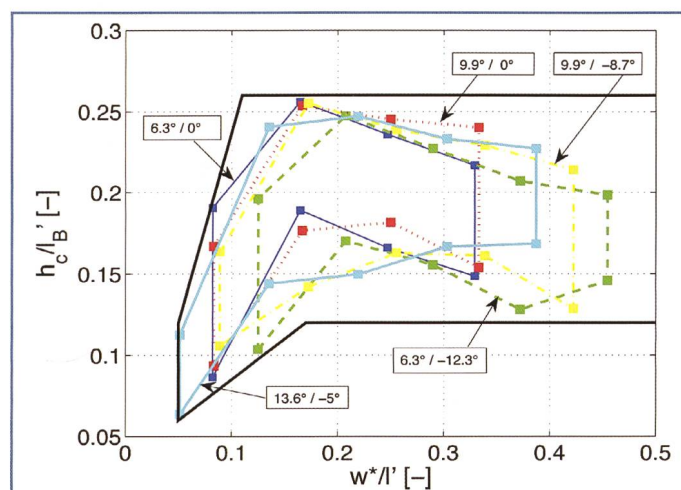 0.3
0.25
0.2
0.15
0.1
0.05
h_c/l_B' [–]
9.9° / 0°
9.9° / −8.7°
6.3° / 0°
6.3° / −12.3°
13.6° / −5°
0
0.1
0.2
0.3
0.4
0.5
w*/l' [–]